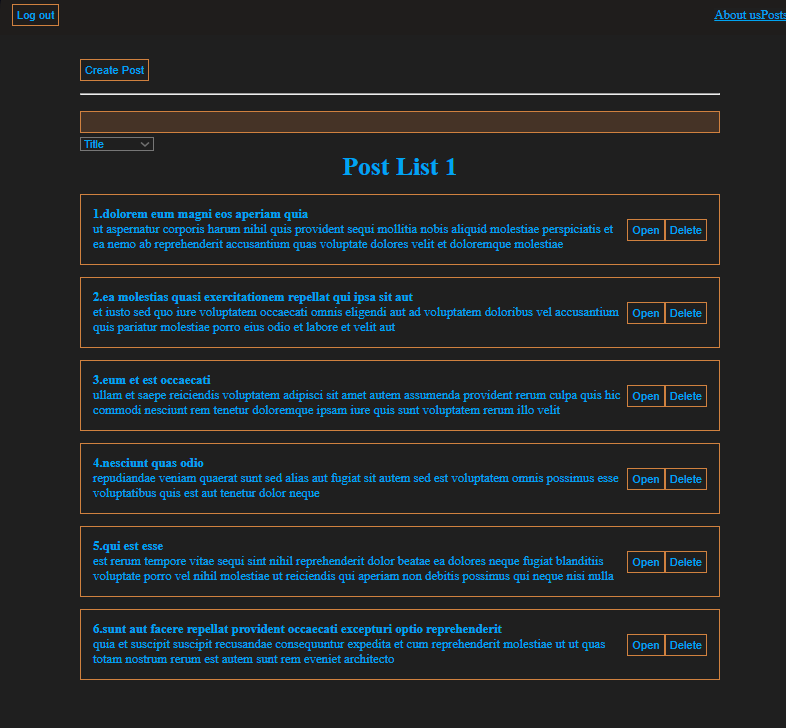 Log out
About usPosts
Create Post
Title
Post List 1
1.dolorem eum magni eos aperiam quia
ut aspernatur corporis harum nihil quis provident sequi mollitia nobis aliquid molestiae perspiciatis et
ea nemo ab reprehenderit accusantium quas voluptate dolores velit et doloremque molestiae
Open
Delete
2.ea molestias quasi exercitationem repellat qui ipsa sit aut
et iusto sed quo iure voluptatem occaecati omnis eligendi aut ad voluptatem doloribus vel accusantium
quis pariatur molestiae porro eius odio et labore et velit aut
Open
Delete
3.eum et est occaecati
ullam et saepe reiciendis voluptatem adipisci sit amet autem assumenda provident rerum culpa quis hic
commodi nesciunt rem tenetur doloremque ipsam iure quis sunt voluptatem rerum illo velit
Open
Delete
4.nesciunt quas odio
repudiandae veniam quaerat sunt sed alias aut fugiat sit autem sed est voluptatem omnis possimus esse
voluptatibus quis est aut tenetur dolor neque
Open
Delete
5.qui est esse
est rerum tempore vitae sequi sint nihil reprehenderit dolor beatae ea dolores neque fugiat blanditiis
voluptate porro vel nihil molestiae ut reiciendis qui aperiam non debitis possimus qui neque nisi nulla
Open
Delete
6.sunt aut facere repellat provident occaecati excepturi optio reprehenderit
quia et suscipit suscipit recusandae consequuntur expedita et cum reprehenderit molestiae ut ut quas
totam nostrum rerum est autem sunt rem eveniet architecto
Open
Delete